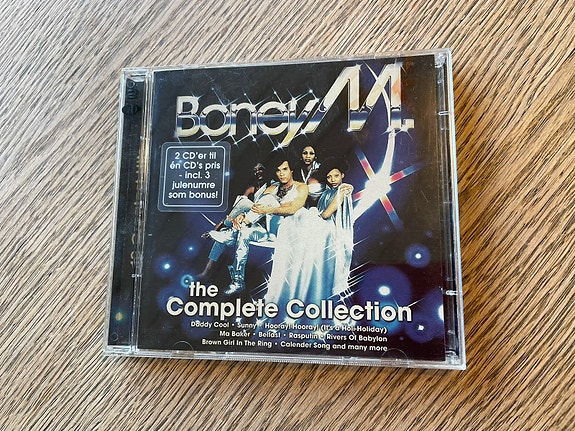 Boney M.
2 CD'er til
én CD's pris
- incl. 3
julenumre
som bonus!
the
Complete Collection
Daddy Cool • Sunny • Hooray! Hooray! (It's a Holi-Holiday)
Ma Baker • Belfast • Rasputin • Rivers Of Babylon
Brown Girl In The Ring • Calender Song and many more